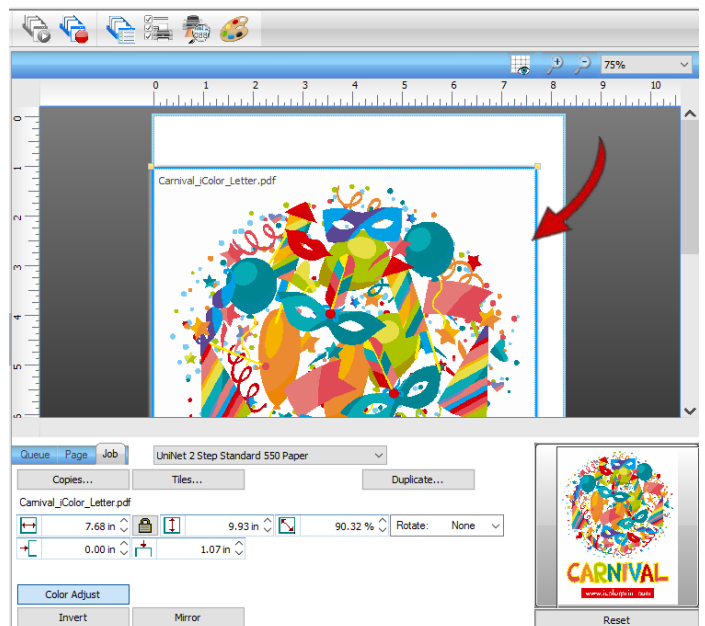 75%
0 1 2 3 4 5 6 7 8 9 10
0
1
2
3
4
5
Carnival_iColor_Letter.pdf
Queue Page Job UniNet 2 Step Standard 550 Paper
Copies... Tiles... Duplicate...
Carnival_iColor_Letter.pdf
7.68 in 9.93 in 90.32 % Rotate: None
0.00 in 1.07 in
Color Adjust
Invert Mirror
CARNIVAL
Reset